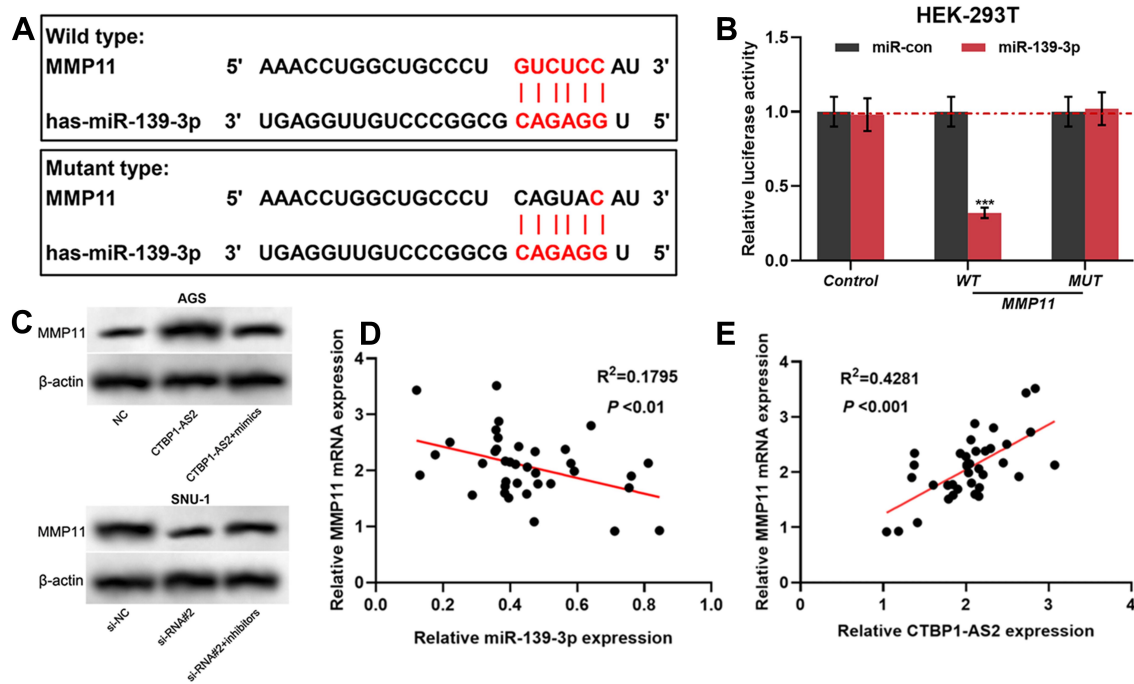 A
Wild type:
MMP11 5' AAACCUGGCUGCCCU GUCUCC AU 3'
has-miR-139-3p 3' UGAGGUUGUCCCGGCG CAGAGG U 5'
Mutant type:
MMP11 5' AAACCUGGCUGCCCU CAGUAC AU 3'
has-miR-139-3p 3' UGAGGUUGUCCCGGCG CAGAGG U 5'
B
HEK-293T
miR-con miR-139-3p
Relative luciferase activity
1.5
1.0
0.5
0.0
***
Control WT MUT
MMP11
C
AGS
MMP11
β-actin
NC
CTBP1-AS2
CTBP1-AS2+mimics
SNU-1
MMP11
β-actin
si-NC
si-RNA#2
si-RNA#2+inhibitors
D
Relative MMP11 mRNA expression
4
3
2
1
0
R²=0.1795
P <0.01
0.0 0.2 0.4 0.6 0.8 1.0
Relative miR-139-3p expression
E
Relative MMP11 mRNA expression
4
3
2
1
0
R²=0.4281
P <0.001
0 1 2 3 4
Relative CTBP1-AS2 expression